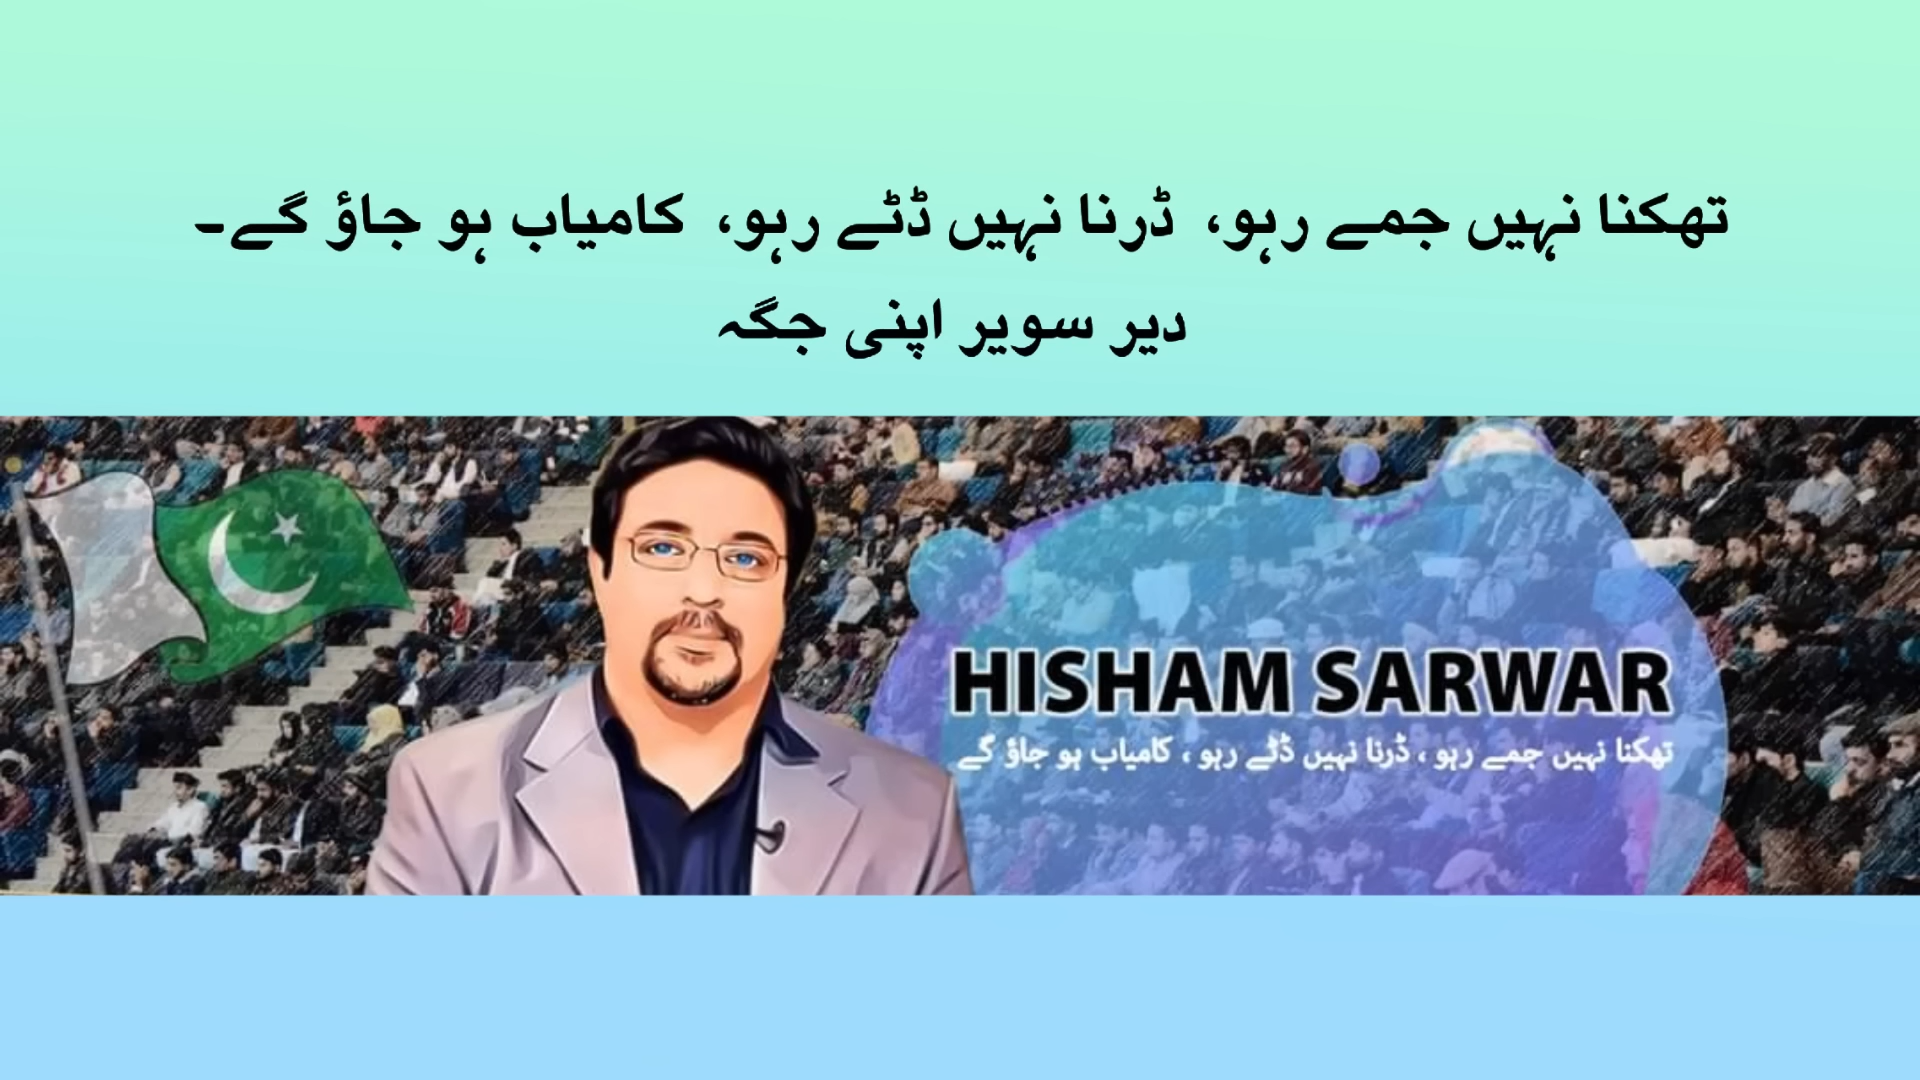 تھکنا نہیں جمے رہو، ڈرنا نہیں ڈٹے رہو، کامیاب ہو جاؤ گے۔
دیر سویر اپنی جگہ
HISHAM SARWAR
تھکنا نہیں جمے رہو ، ڈرنا نہیں ڈٹے رہو ، کامیاب ہو جاؤ گے